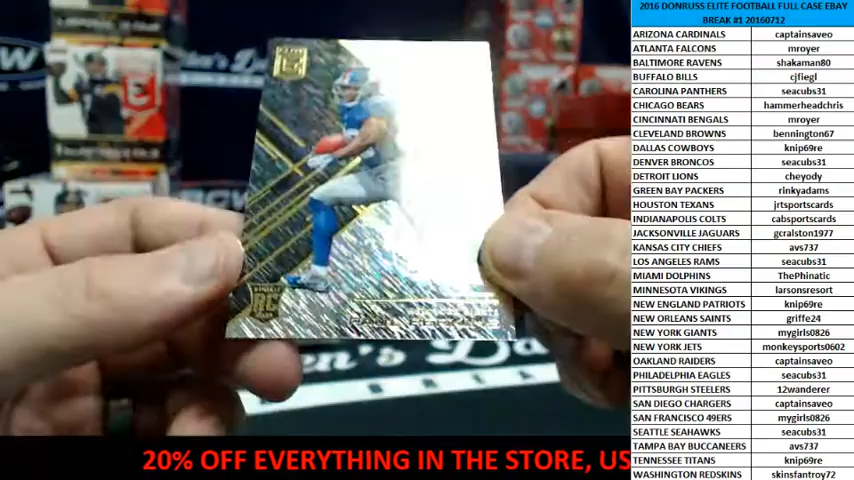 2016 DONRUSS ELITE FOOTBALL FULL CASE EBAY
BREAK #1 20160712
ARIZONA CARDINALS captainsaveo
ATLANTA FALCONS mroyer
BALTIMORE RAVENS shakaman80
BUFFALO BILLS cjfiegl
CAROLINA PANTHERS seacubs31
CHICAGO BEARS hammerheadchris
CINCINNATI BENGALS mroyer
CLEVELAND BROWNS bennington67
DALLAS COWBOYS knip69re
DENVER BRONCOS seacubs31
DETROIT LIONS cheyody
GREEN BAY PACKERS rinkyadams
HOUSTON TEXANS jrtsportscards
INDIANAPOLIS COLTS cabsportscards
JACKSONVILLE JAGUARS gcralston1977
KANSAS CITY CHIEFS avs737
LOS ANGELES RAMS seacubs31
MIAMI DOLPHINS ThePhinatic
MINNESOTA VIKINGS larsonsresort
NEW ENGLAND PATRIOTS knip69re
NEW ORLEANS SAINTS griffe24
NEW YORK GIANTS mygirls0826
NEW YORK JETS monkeysports0602
OAKLAND RAIDERS captainsaveo
PHILADELPHIA EAGLES seacubs31
PITTSBURGH STEELERS 12wanderer
SAN DIEGO CHARGERS captainsaveo
SAN FRANCISCO 49ERS mygirls0826
SEATTLE SEAHAWKS seacubs31
TAMPA BAY BUCCANEERS avs737
TENNESSEE TITANS knip69re
WASHINGTON REDSKINS skinsfantroy72
RC
20% OFF EVERYTHING IN THE STORE, US